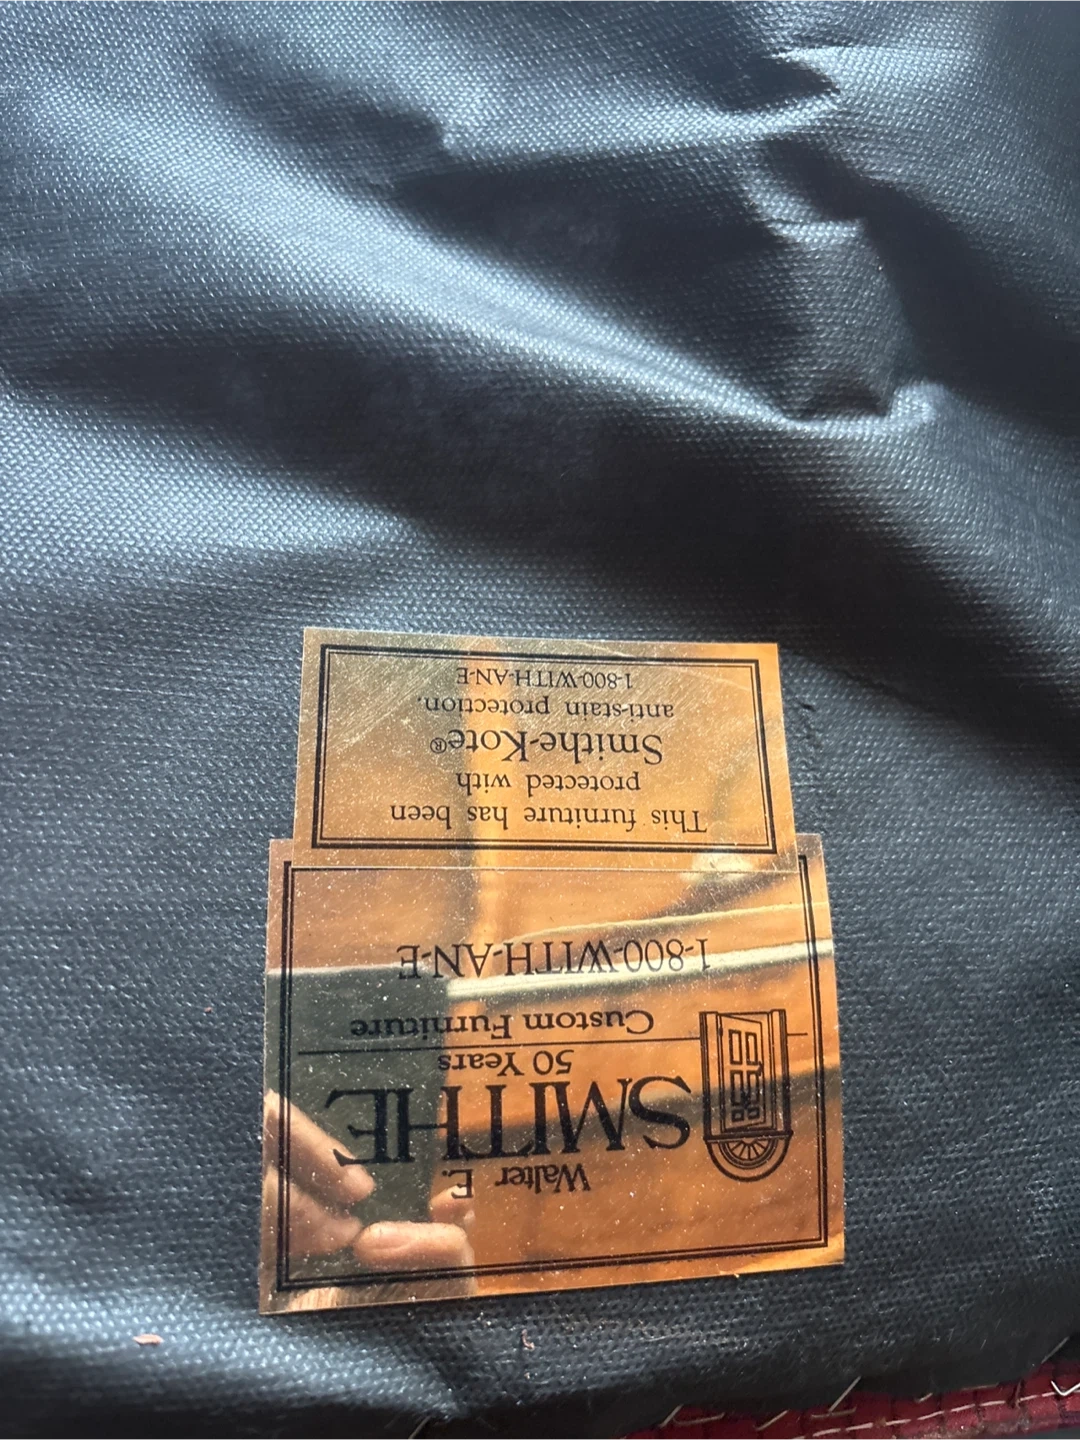 Walter E.
SMITHE
50 Years
Custom Furniture
1-800-WITH-AN-E
This furniture has been
protected with
Smithe-Kote®
anti-stain protection.
1-800-WITH-AN-E